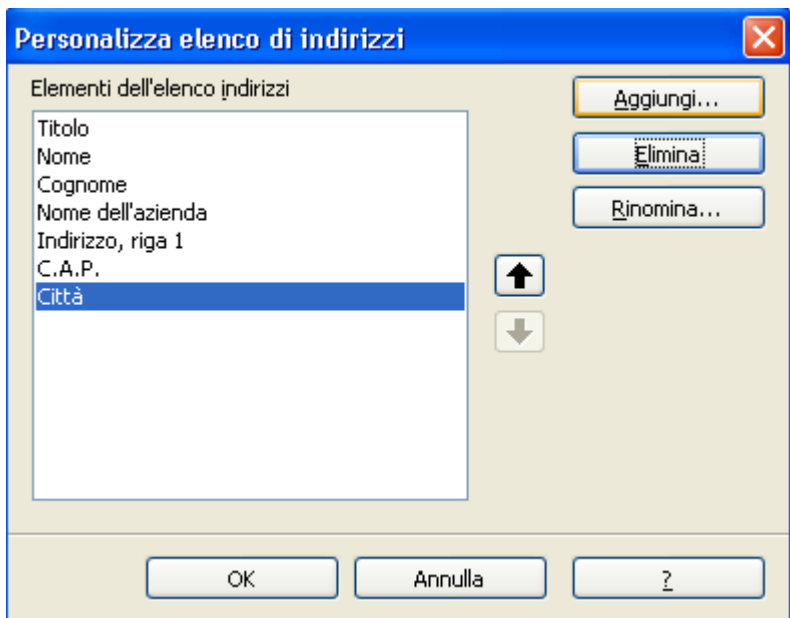 Personalizza elenco di indirizzi
Elementi dell'elenco indirizzi
Titolo
Nome
Cognome
Nome dell'azienda
Indirizzo, riga 1
C.A.P.
Città
Aggiungi...
Elimina
Rinomina...
OK
Annulla
?